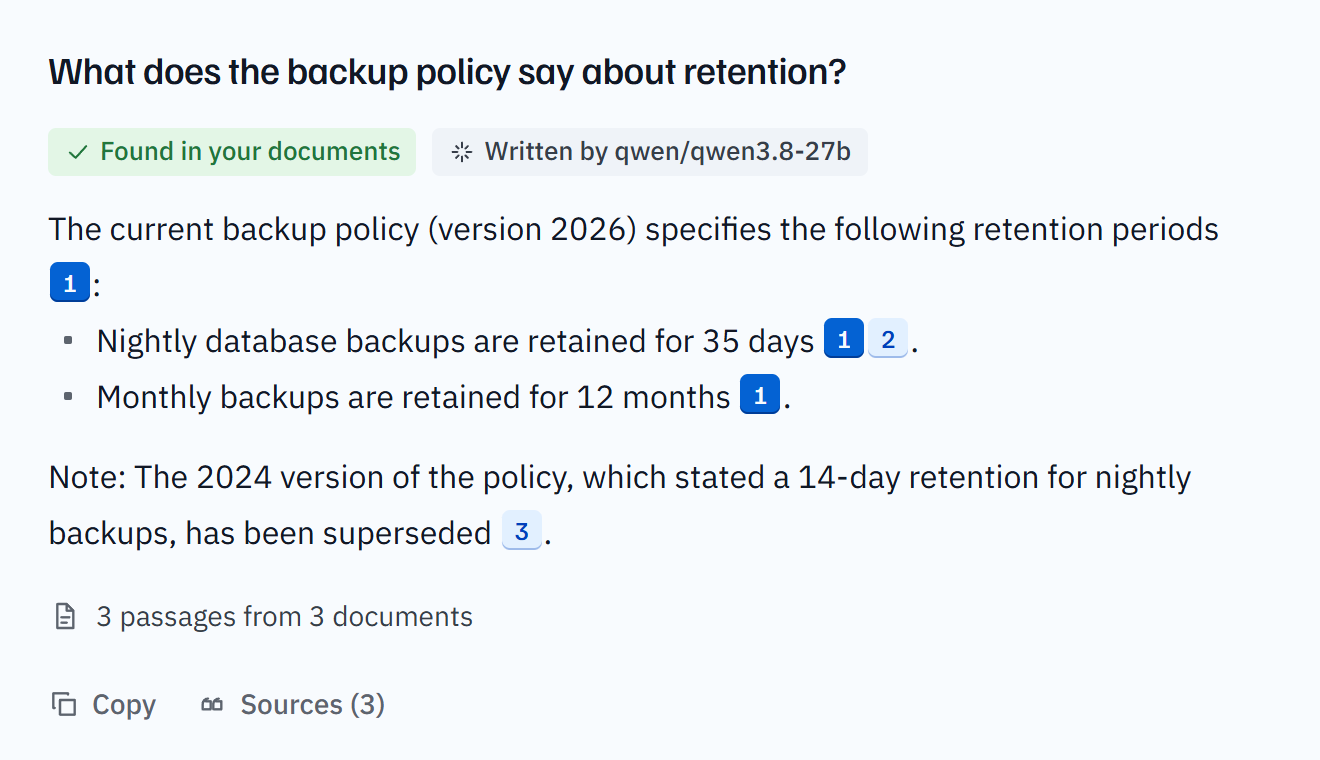 What does the backup policy say about retention?
Found in your documents
Written by qwen/qwen3.8-27b
The current backup policy (version 2026) specifies the following retention periods
1:
Nightly database backups are retained for 35 days 1 2.
Monthly backups are retained for 12 months 1.
Note: The 2024 version of the policy, which stated a 14-day retention for nightly
backups, has been superseded 3.
3 passages from 3 documents
Copy
Sources (3)